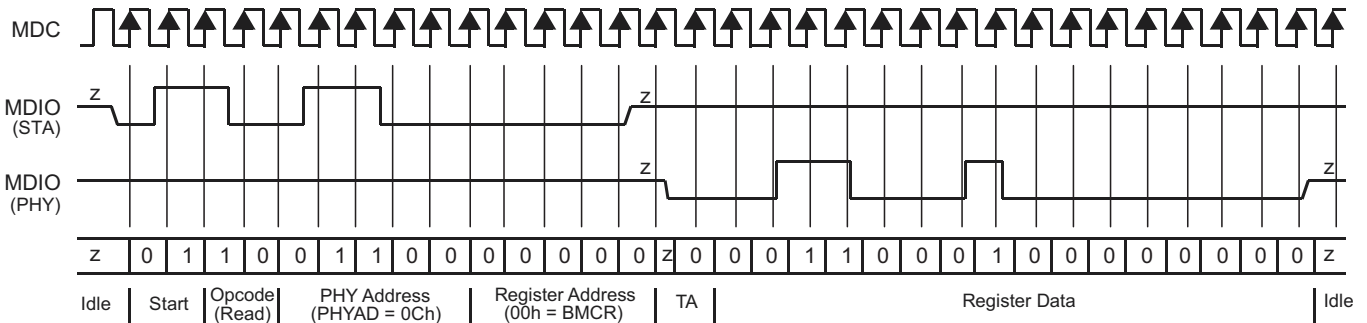 MDC
z
z
MDIO
(STA)
z
z
MDIO
(PHY)
z 0 1 1 0 0 1 1 0 0 0 0 0 0 0 z 0 0 0 1 1 0 0 0 1 0 0 0 0 0 0 0 0 z
Idle
Start
Opcode
(Read)
PHY Address
(PHYAD = 0Ch)
Register Address
(00h = BMCR)
TA
Register Data
Idle